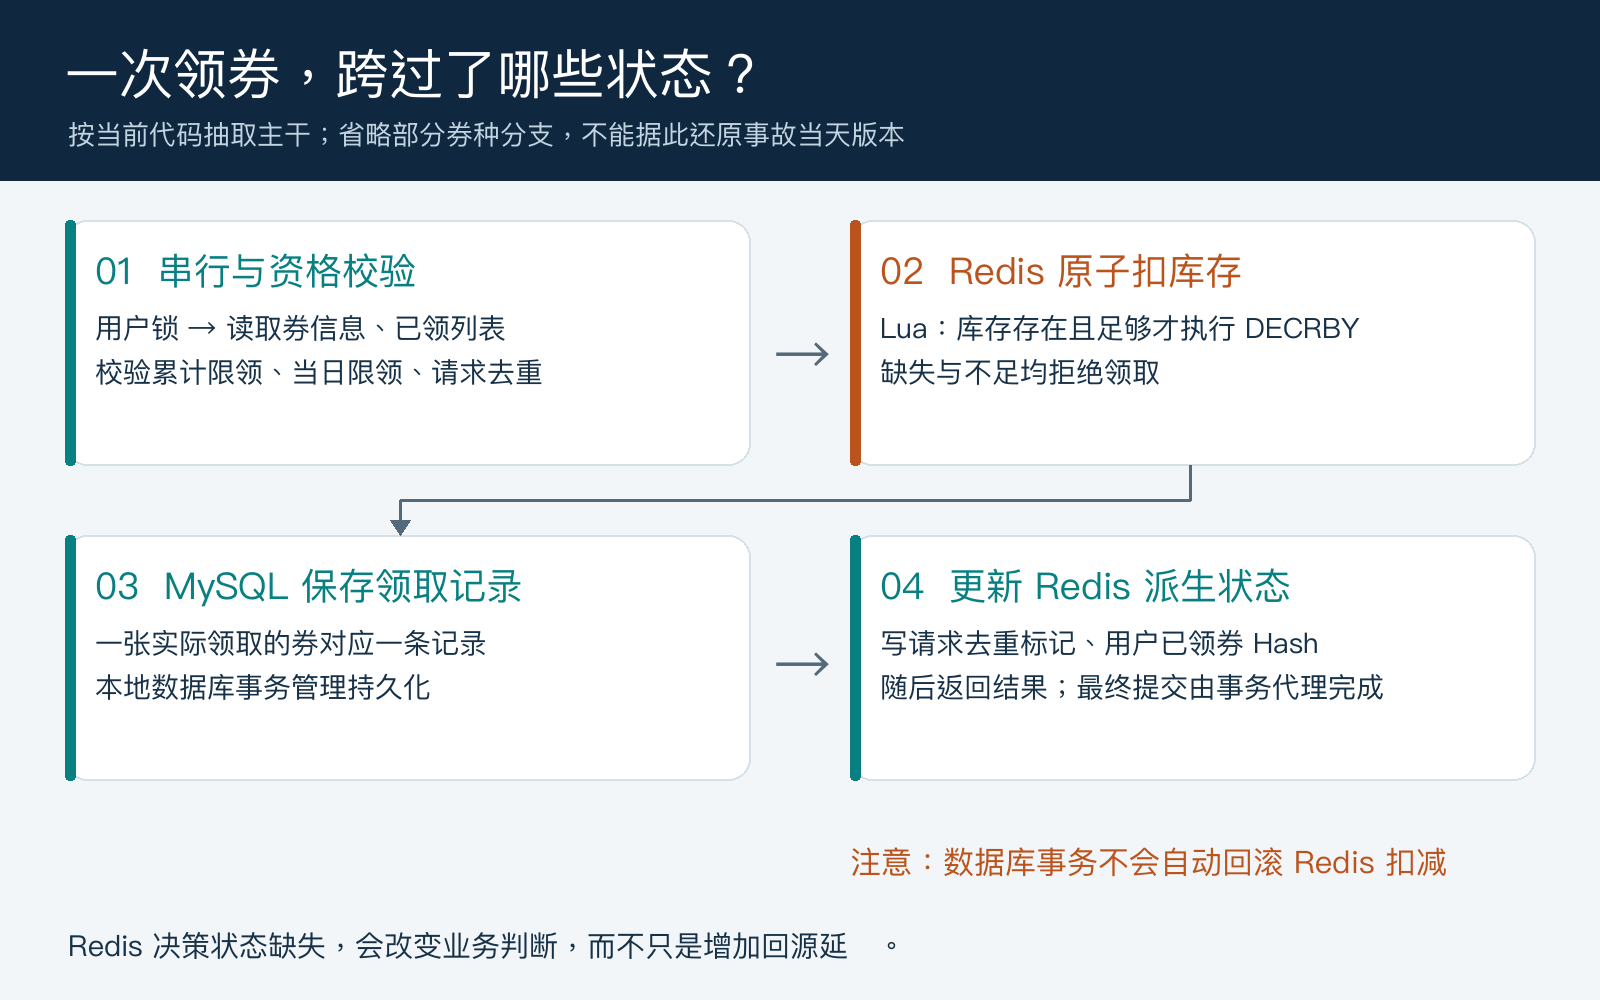 一次领券，跨过了哪些状态？
按当前代码抽取主干；省略部分券种分支，不能据此还原事故当天版本
01 串行与资格校验
用户锁 → 读取券信息、已领列表
校验累计限领、当日限领、请求去重
→
02 Redis 原子扣库存
Lua：库存存在且足够才执行 DECRBY
缺失与不足均拒绝领取
03 MySQL 保存领取记录
一张实际领取的券对应一条记录
本地数据库事务管理持久化
→
04 更新 Redis 派生状态
写请求去重标记、用户已领券 Hash
随后返回结果；最终提交由事务代理完成
注意：数据库事务不会自动回滚 Redis 扣减
Redis 决策状态缺失，会改变业务判断，而不只是增加回源延 。